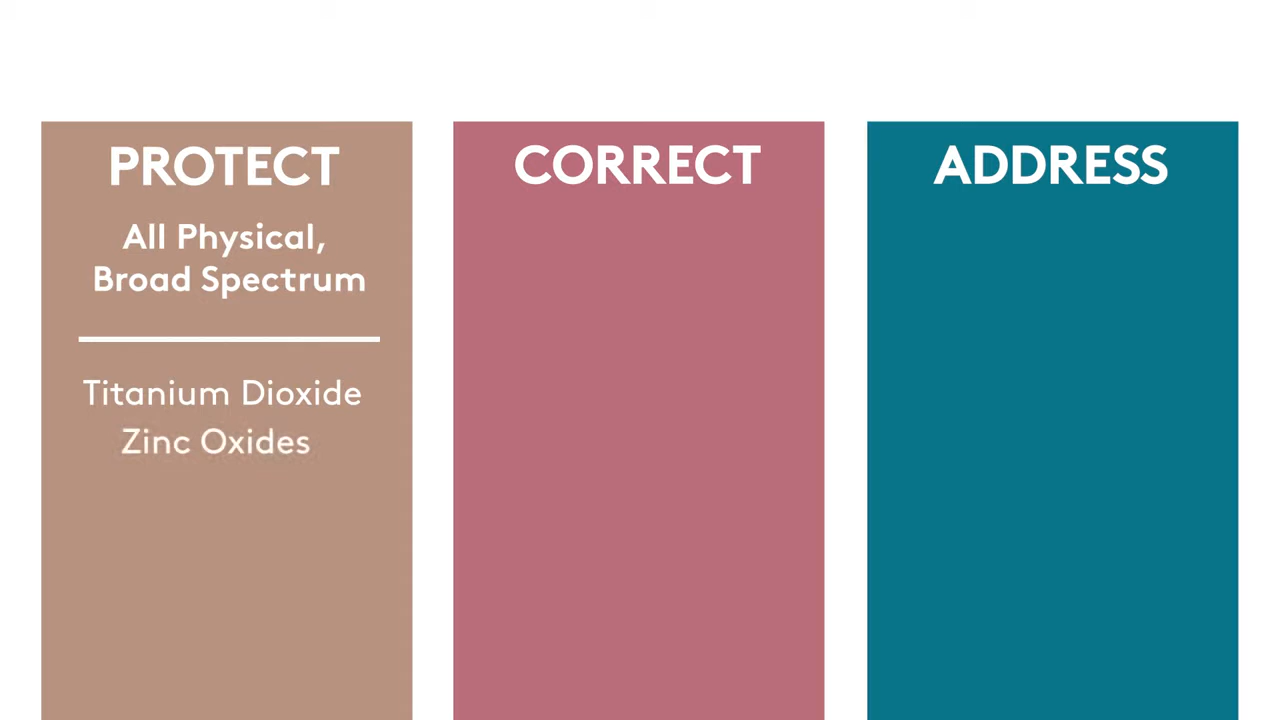 PROTECT
All Physical,
Broad Spectrum
Titanium Dioxide
Zinc Oxides
CORRECT
ADDRESS